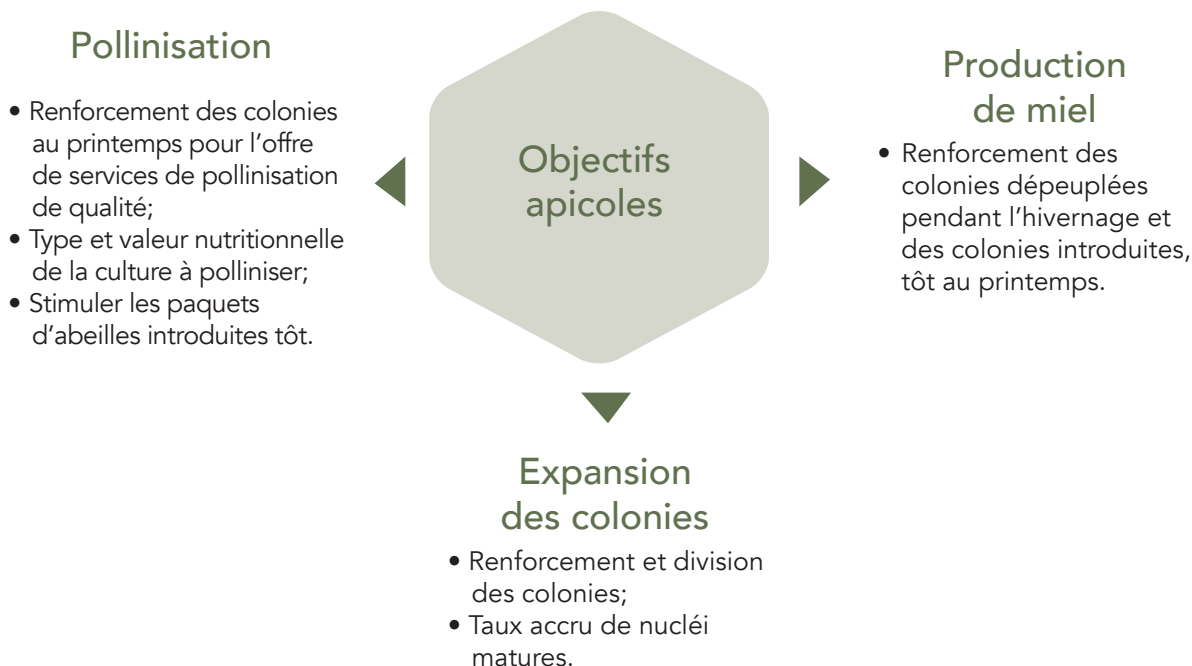 Pollinisation
• Renforcement des colonies
au printemps pour l’offre
de services de pollinisation
de qualité;
• Type et valeur nutritionnelle
de la culture à polliniser;
• Stimuler les paquets
d’abeilles introduites tôt.
Objectifs
apicoles
Production
de miel
• Renforcement des
colonies dépeuplées
pendant l’hivernage et
des colonies introduites,
tôt au printemps.
Expansion
des colonies
• Renforcement et division
des colonies;
• Taux accru de nucléi
matures.